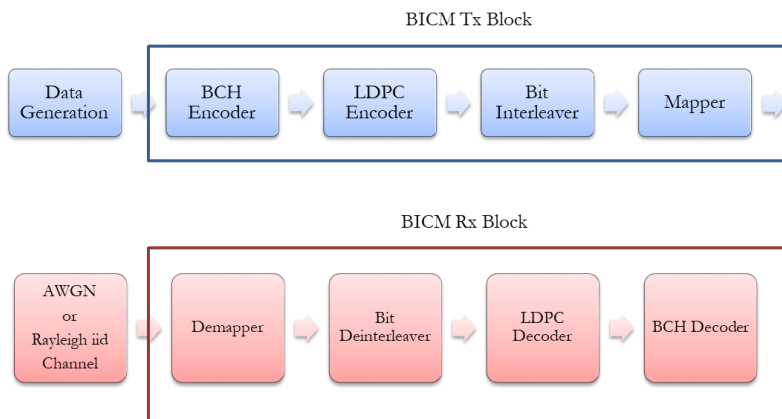 BICM Tx Block
Data
Generation
BCH
Encoder
LDPC
Encoder
Bit
Interleaver
Mapper
BICM Rx Block
AWGN
or
Rayleigh iid
Channel
Demapper
Bit
Deinterleaver
LDPC
Decoder
BCH Decoder